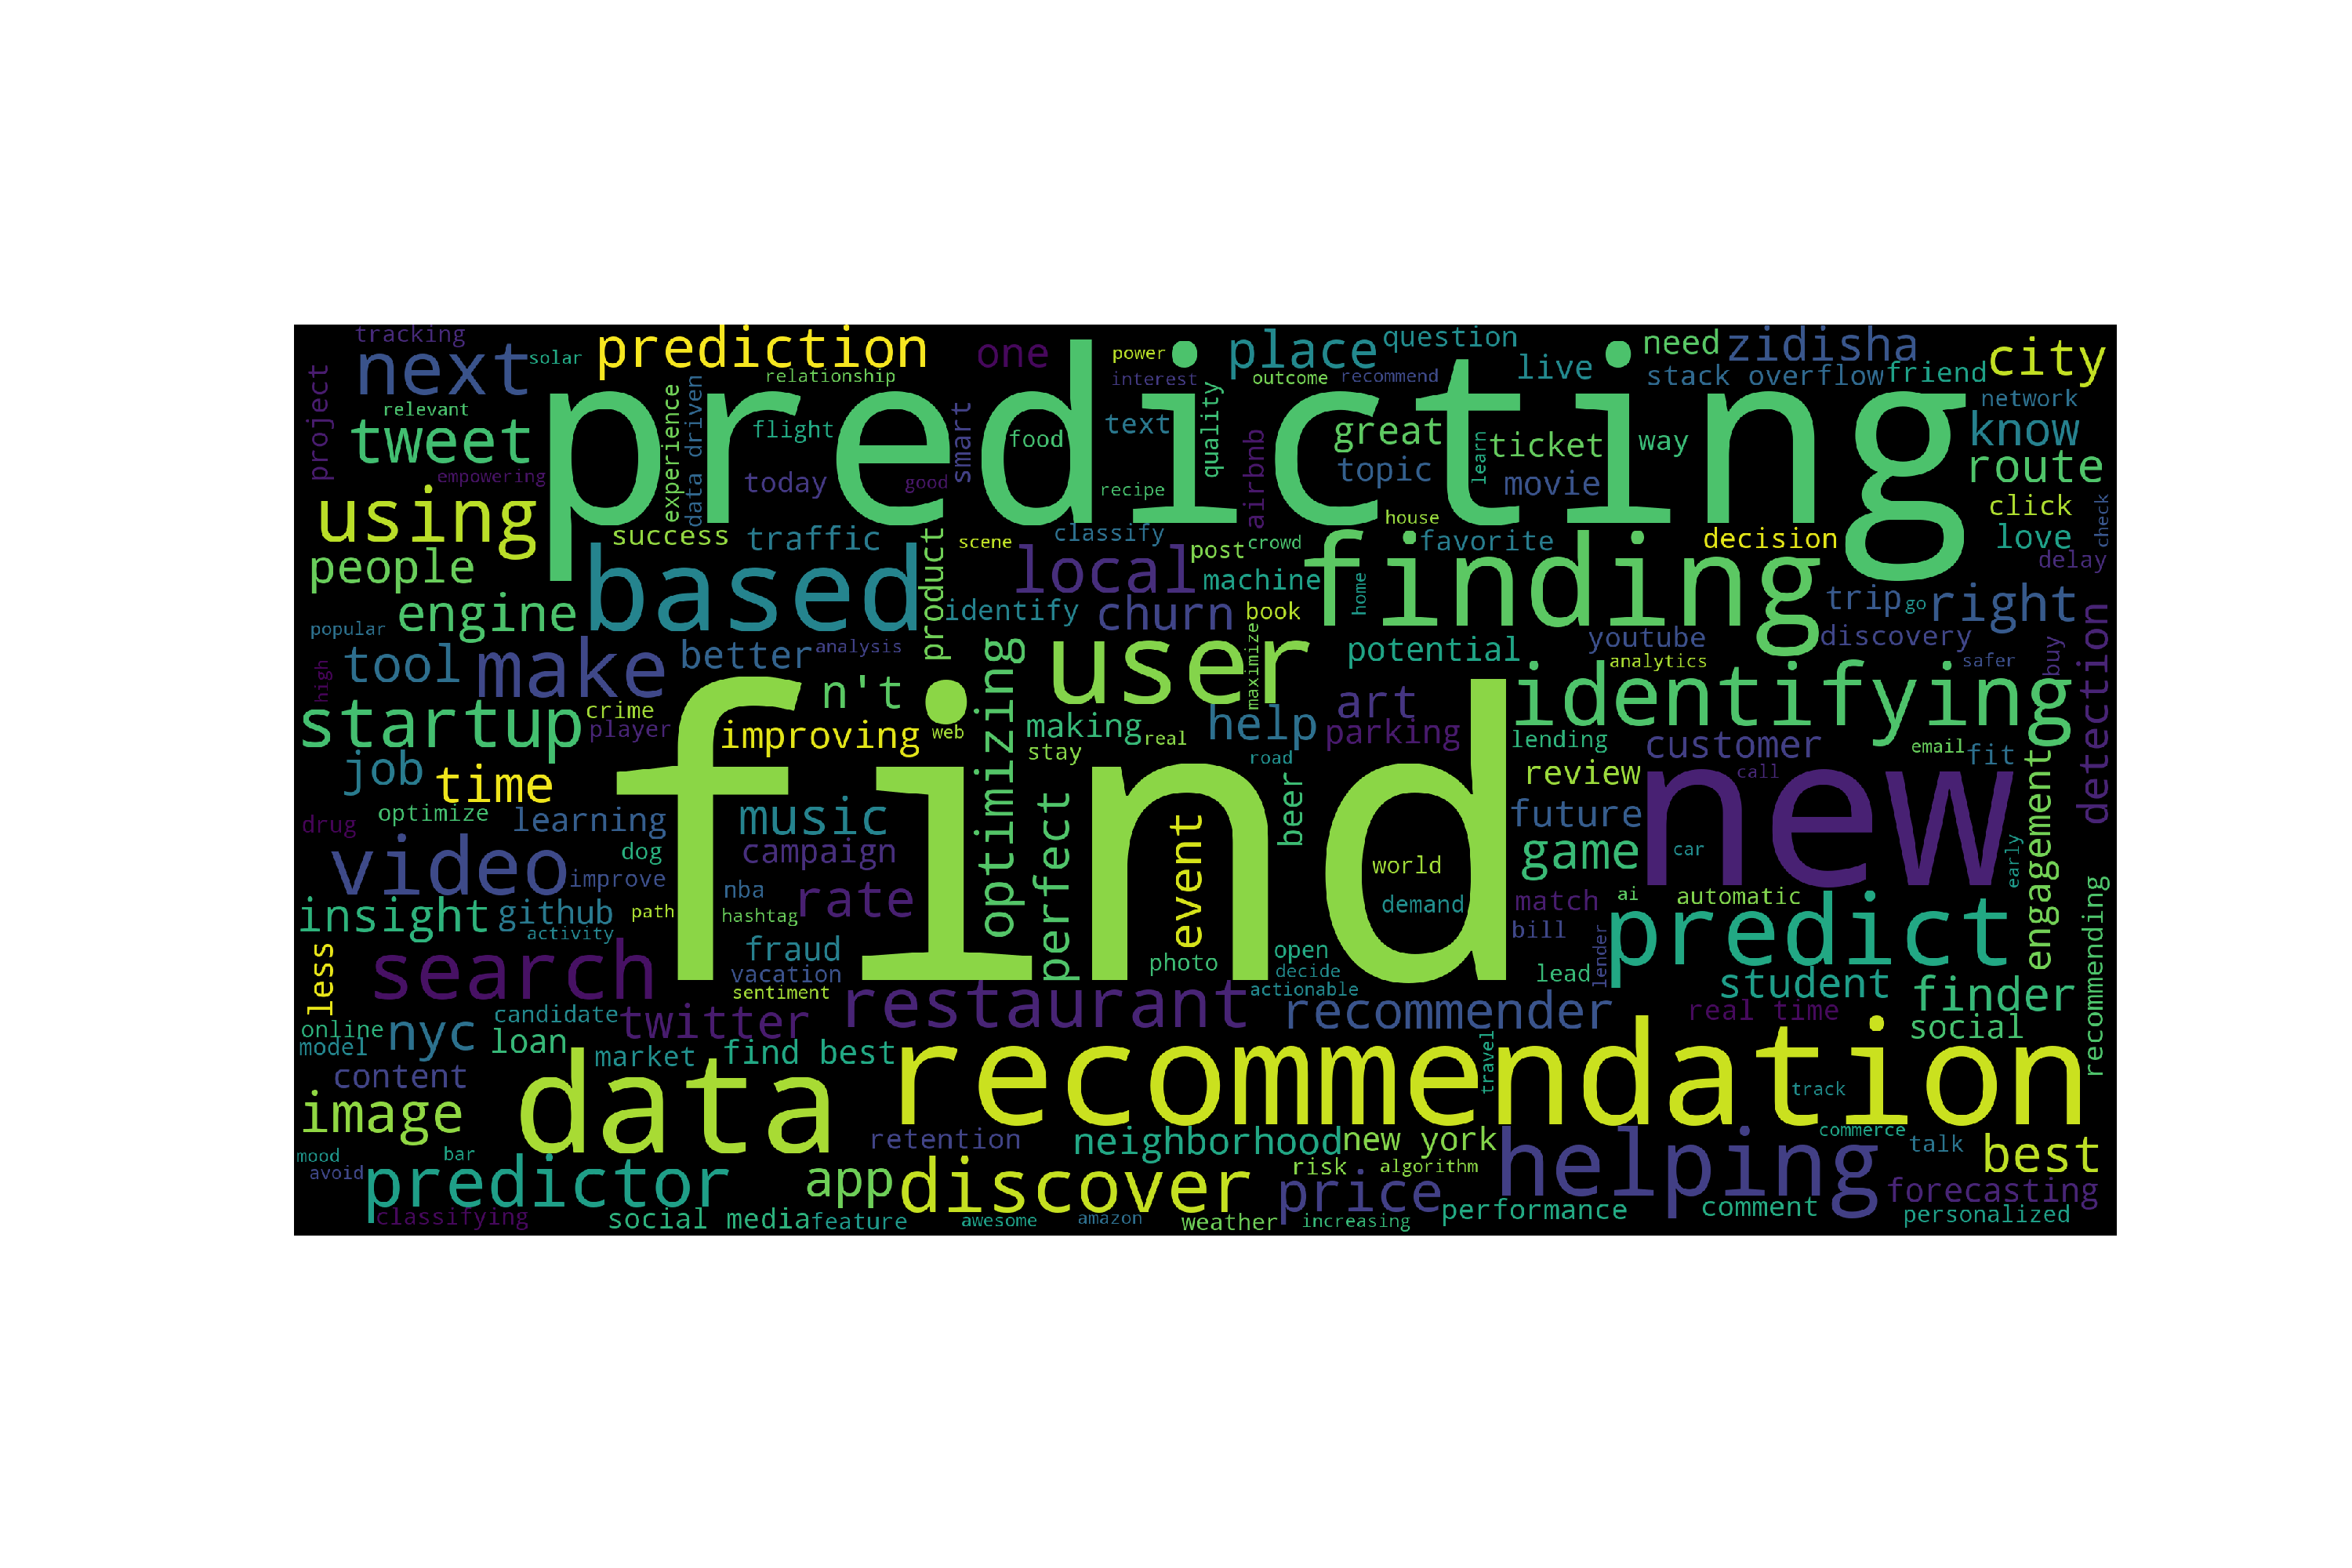 tracking
next
solar
prediction
one
power
interest
predicting
place
outcome
question
recommend
live
need
zidisha
stack overflow
friend
city
network
project
relevant
tweet
empowering
experience
data driven
relationship
flight
today
good
smart
food
text
recipe
quality
airbnb
great
topic
learn
ticket
movie
way
know
route
click
check
using
success
traffic
scene
classify
house
post
crowd
favorite
decision
love
delay
people
engine
based
product
local
identify
machine
churn
book
finding
home
trip
go
right
popular
tool
make
better
analysis
optimizing
user
maximize
potential
youtube
discovery
analytics
safer
buy
detection
high
startup
crime
player
n't
improving
web
making
real
stay
help
road
art
parking
identifying
lending
customer
email
fit
job
time
find
beer
review
call
new
engagement
drug
optimize
learning
music
campaign
perfect
event
future
game
car
early
video
dog
improve
nba
rate
hashtag
world
demand
match
ai
automatic
recommending
insight
github
path
activity
fraud
bill
predict
less
search
vacation
sentiment
photo
open
decide
actionable
lead
lender
student
finder
online
model
nyc
candidate
loan
twitter
restaurant
recommender
real time
social
market
find best
content
image
data
recommendation
travel
track
retention
neighborhood
new york
commerce
talk
best
mood
avoid
bar
predictor
app
discover
risk
algorithm
price
helping
forecasting
classifying
social media
feature
awesome
amazon
weather
increasing
performance
comment
personalized